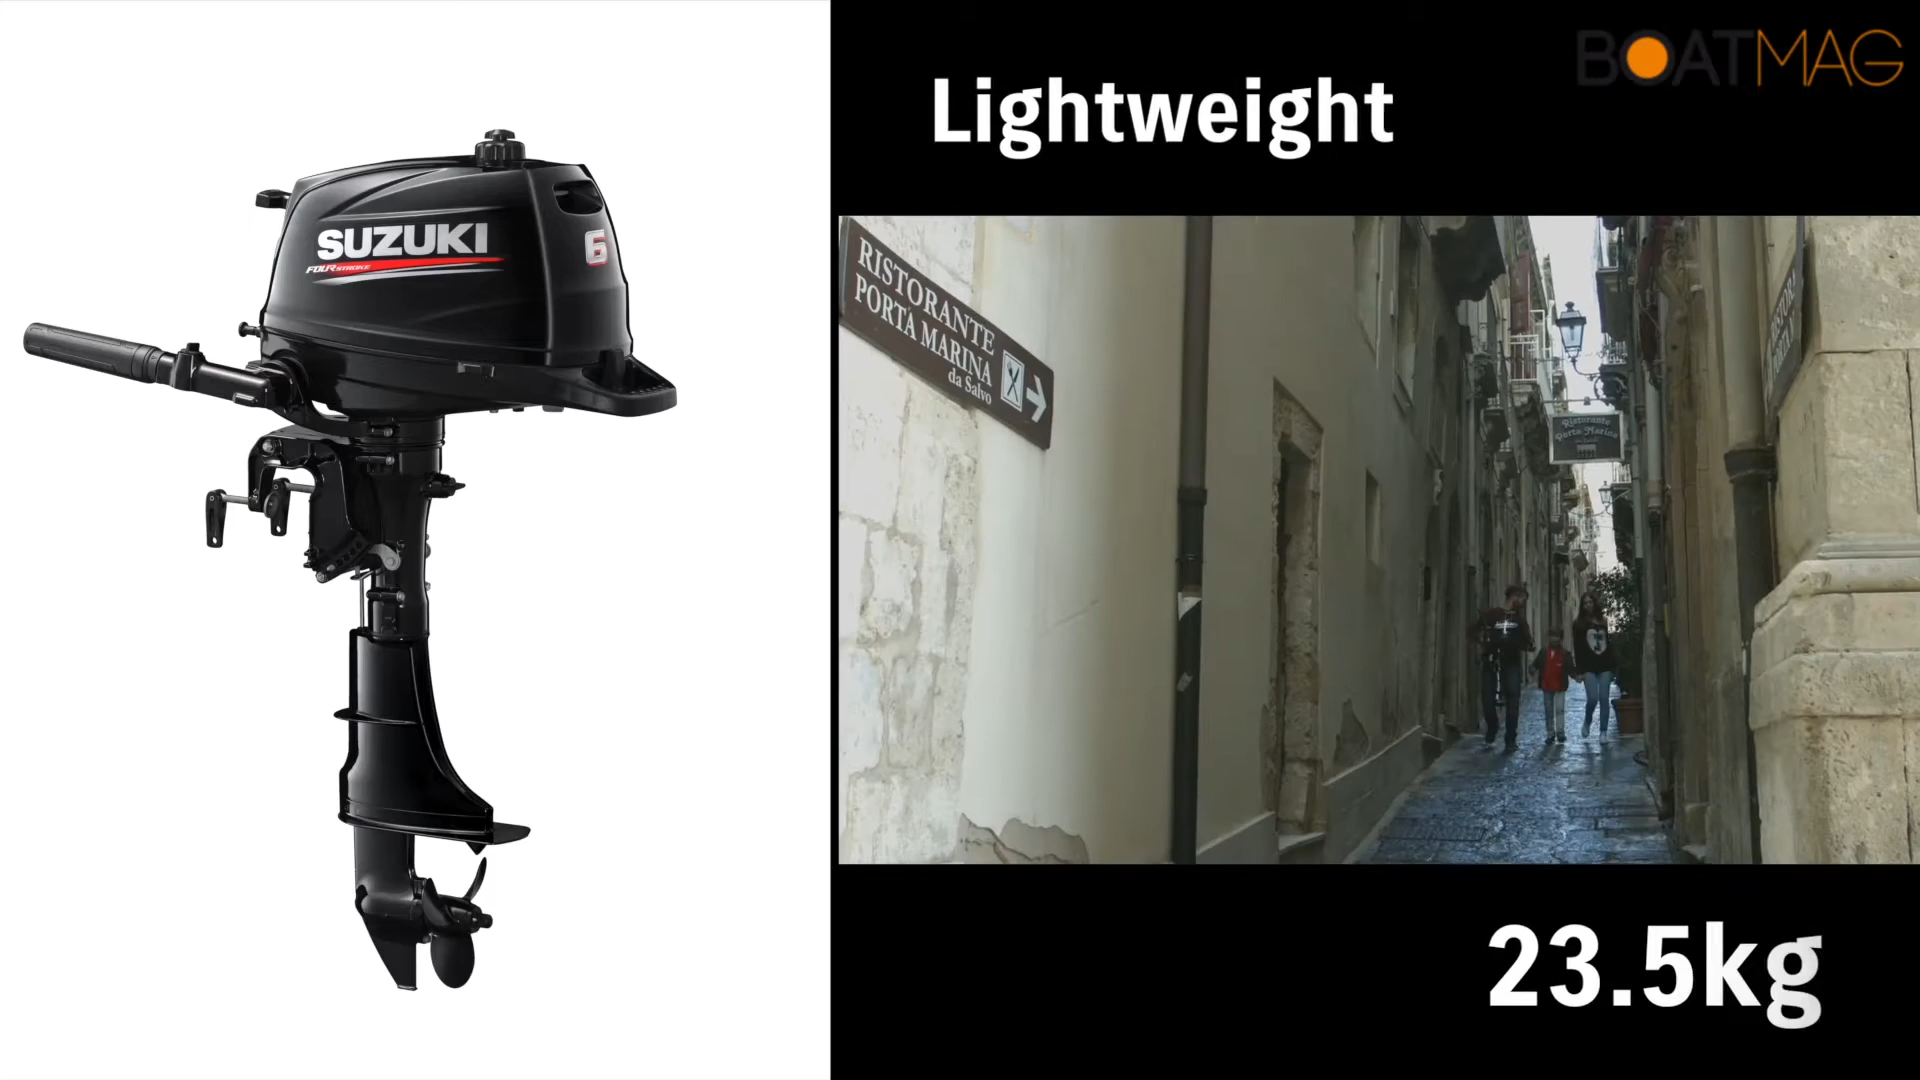 SUZUKI
FOUR STROKE
6
BOATMAG
Lightweight
RISTORANTE
PORTA MARINA
da Salvo
Ristorante
Porta Marina
23.5kg